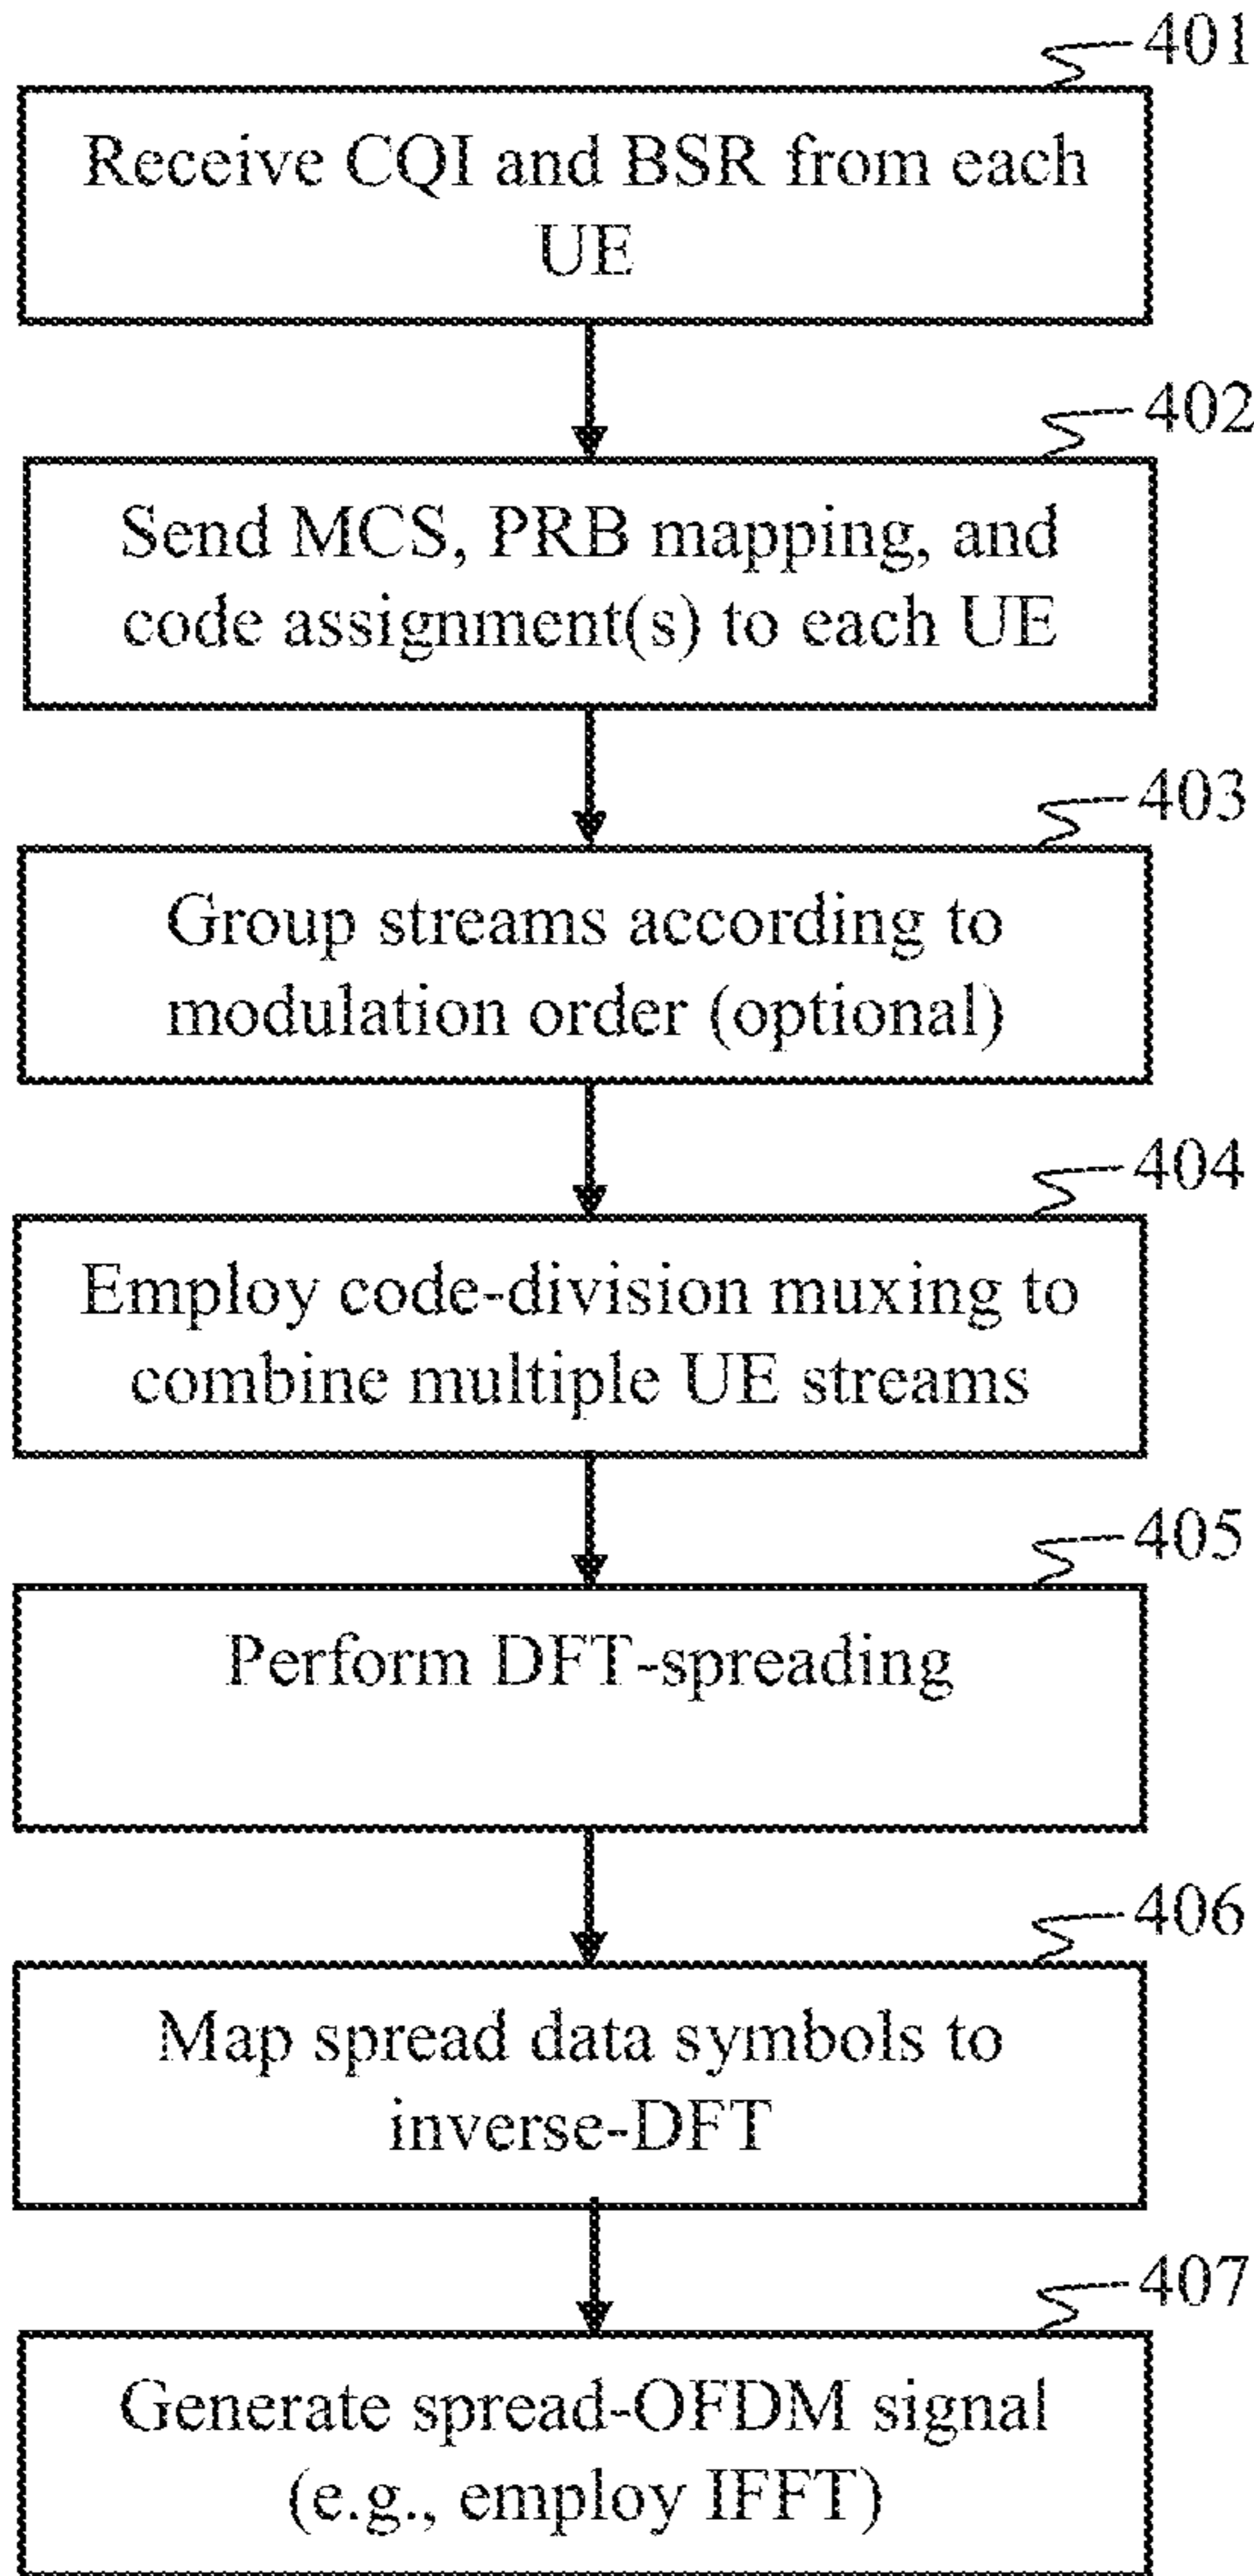 401
Receive CQI and BSR from each
UE
402
Send MCS, PRB mapping, and
code assignment(s) to each UE
403
Group streams according to
modulation order (optional)
404
Employ code-division muxing to
combine multiple UE streams
405
Perform DFT-spreading
406
Map spread data symbols to
inverse-DFT
407
Generate spread-OFDM signal
(e.g., employ IFFT)